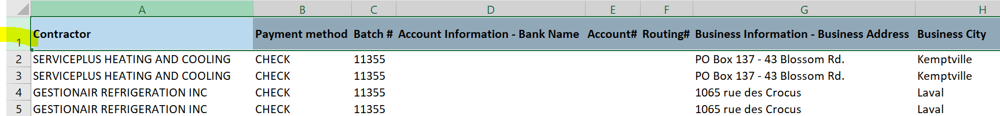 A B C D E F G H
1 Contractor Payment method Batch # Account Information - Bank Name Account# Routing# Business Information - Business Address Business City
2 SERVICEPLUS HEATING AND COOLING CHECK 11355 PO Box 137 - 43 Blossom Rd. Kemptville
3 SERVICEPLUS HEATING AND COOLING CHECK 11355 PO Box 137 - 43 Blossom Rd. Kemptville
4 GESTIONAIR REFRIGERATION INC CHECK 11355 1065 rue des Crocus Laval
5 GESTIONAIR REFRIGERATION INC CHECK 11355 1065 rue des Crocus Laval